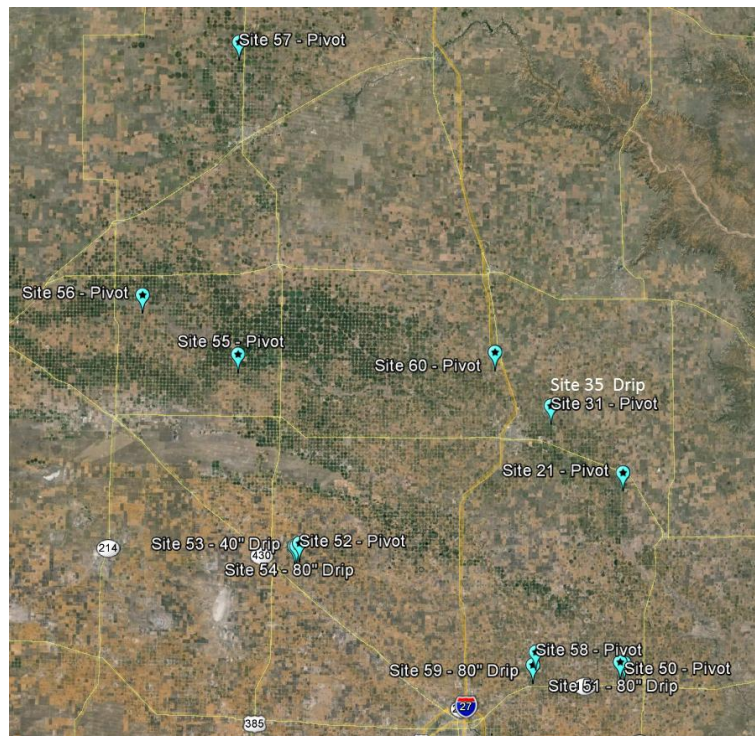 Site 57 - Pivot
Site 56 - Pivot
Site 55 - Pivot
Site 60 - Pivot
Site 35 Drip
Site 31 - Pivot
Site 21 - Pivot
214
Site 53 - 40" Drip
430
Site 52 - Pivot
Site 54 - 80" Drip
Site 58 - Pivot
Site 59 - 80" Drip
Site 50 - Pivot
Site 51 - 80" Drip
27
385